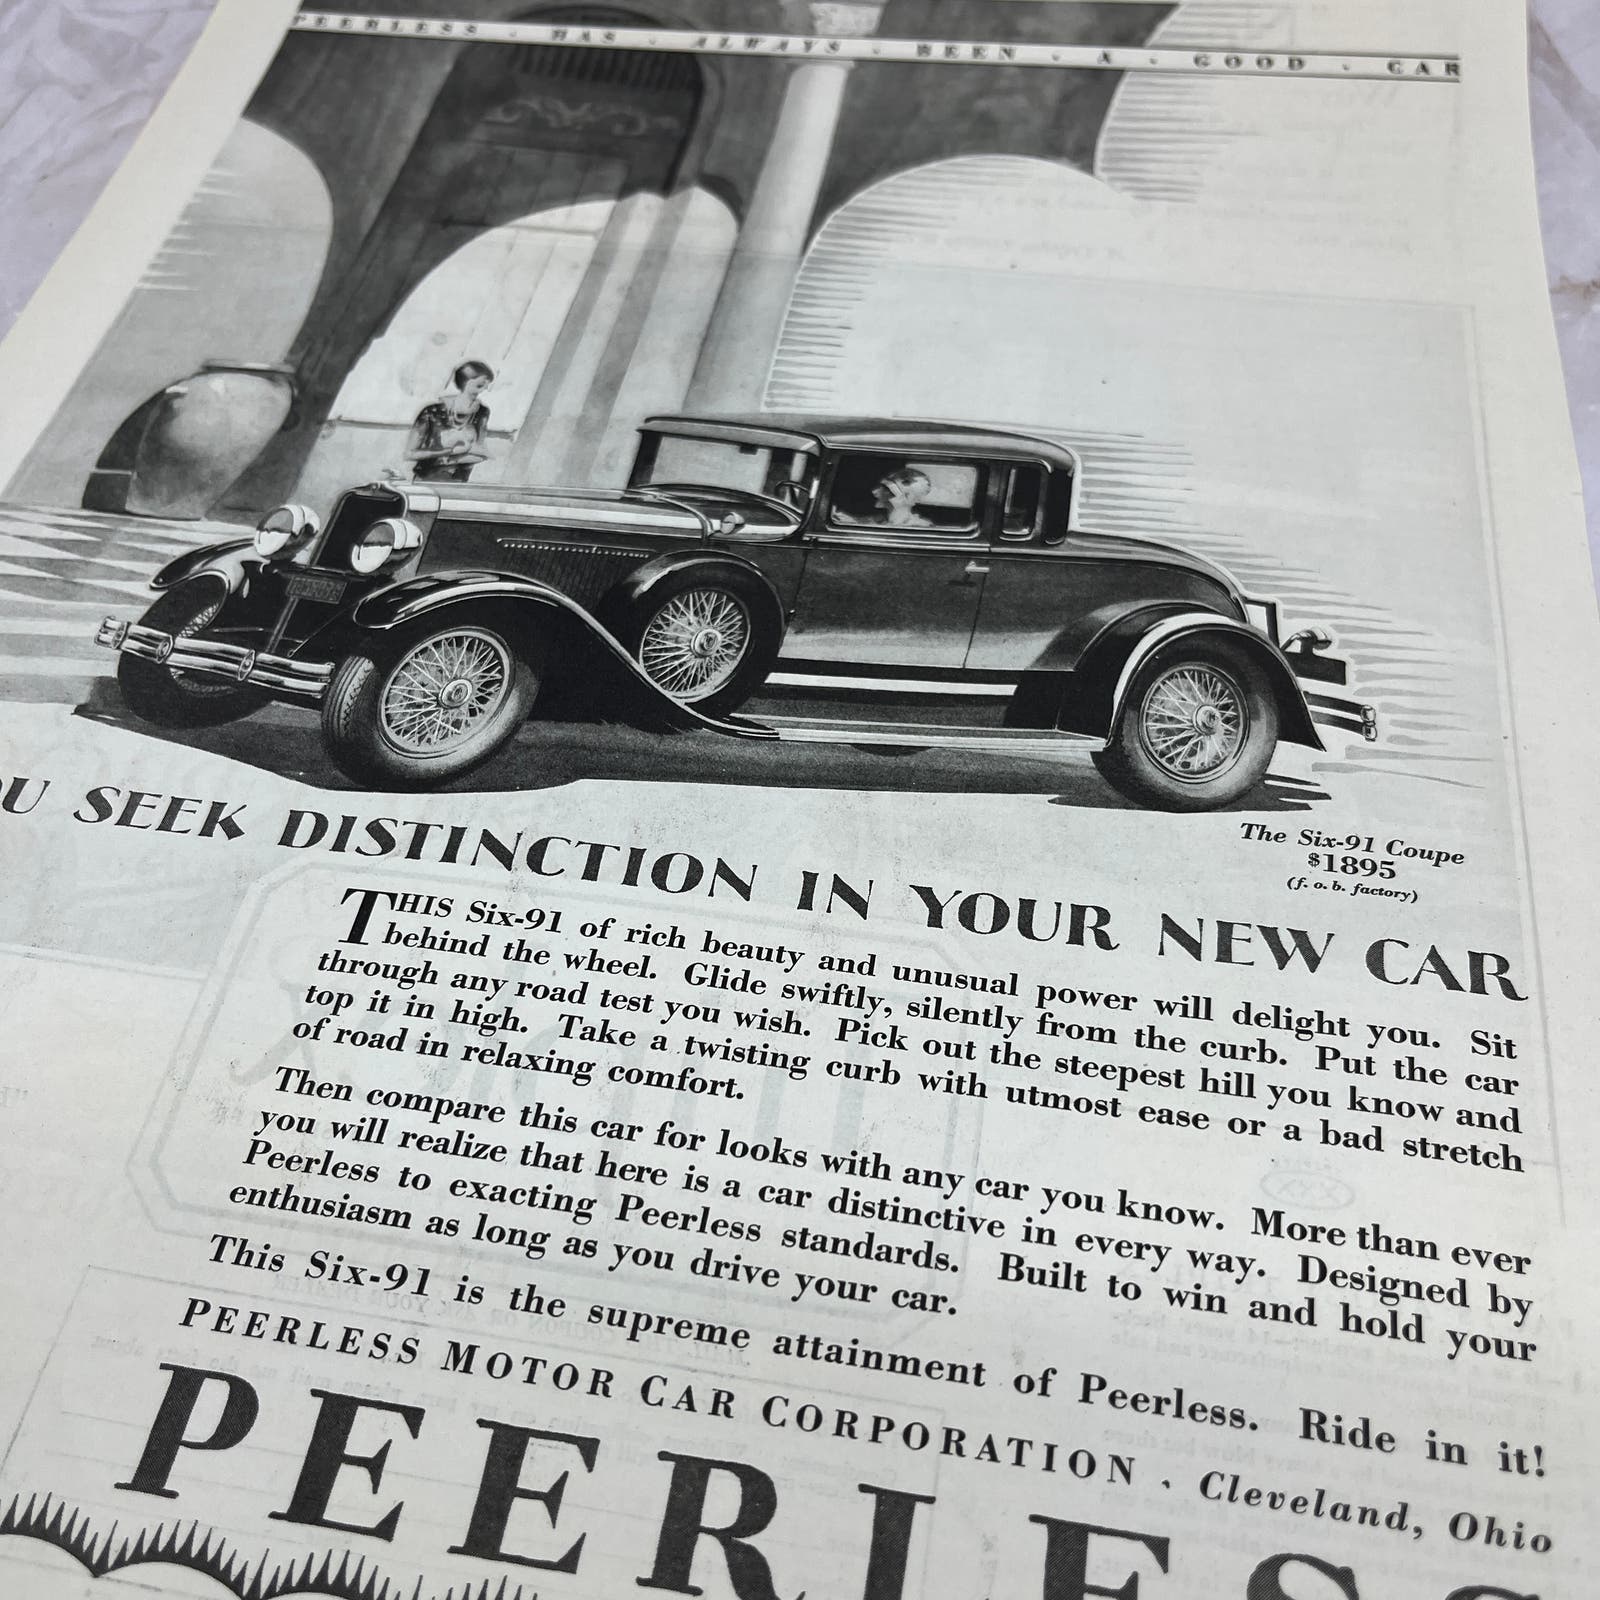 PEERLESS · HAS · ALWAYS · BEEN · A · GOOD · CAR
The Six-91 Coupe
$1895
(f. o. b. factory)
SEEK DISTINCTION IN YOUR NEW CAR
THIS Six-91 of rich beauty and unusual power will delight you. Sit
behind the wheel. Glide swiftly, silently from the curb. Put the car
through any road test you wish. Pick out the steepest hill you know and
top it in high. Take a twisting curb with utmost ease or a bad stretch
of road in relaxing comfort.
Then compare this car for looks with any car you know. More than ever
you will realize that here is a car distinctive in every way. Designed by
Peerless to exacting Peerless standards. Built to win and hold your
enthusiasm as long as you drive your car.
This Six-91 is the supreme attainment of Peerless. Ride in it!
PEERLESS MOTOR CAR CORPORATION · Cleveland, Ohio
PEERLESS